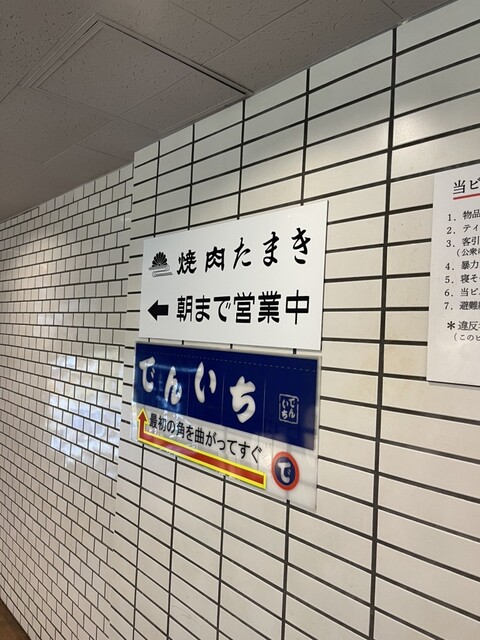 焼肉たまき
← 朝まで営業中
でんいち
でんいち
最初の角を曲がってすぐ
で
当ビ
1. 物品
2. ティ
3. 客引
(公衆
4. 暴力
5. 寝そ
6. 当ビ
7. 避難
＊違反
(このビ